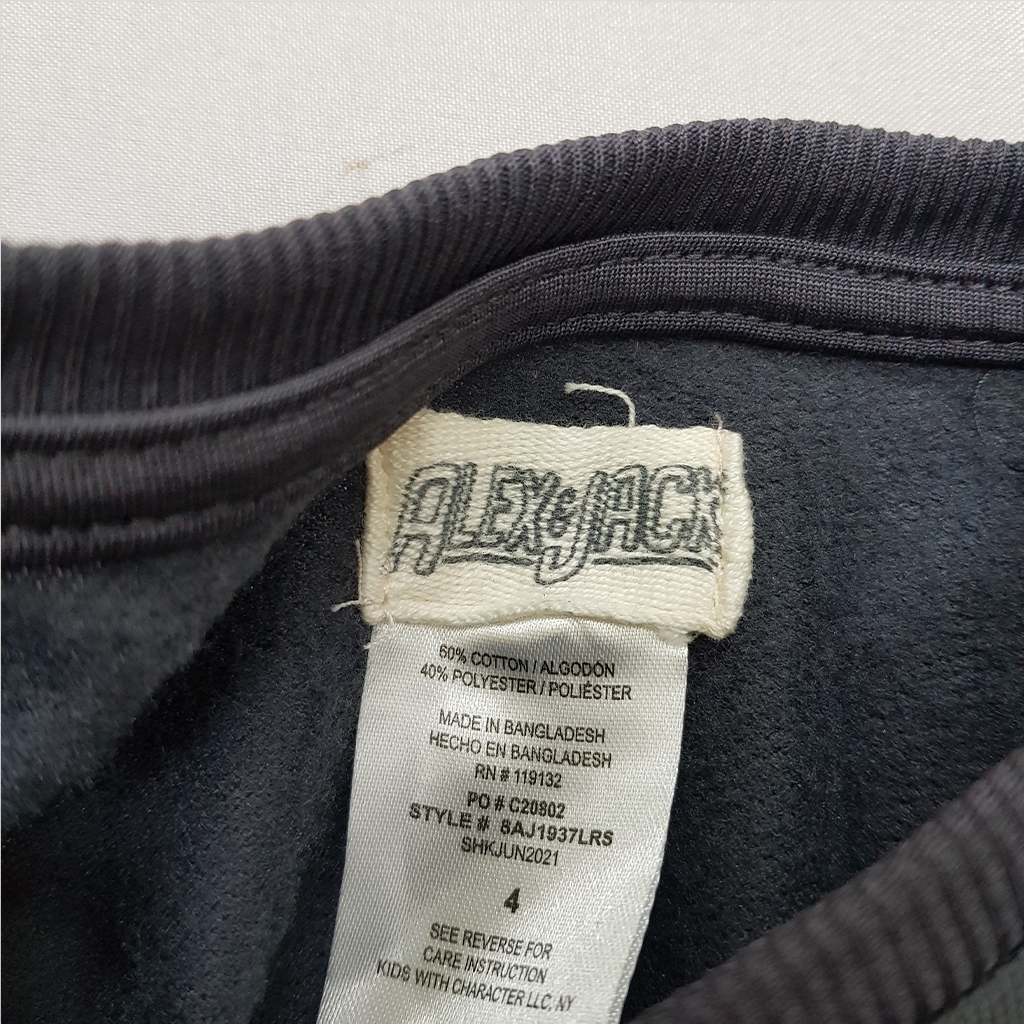 ALEX & JACK
60% COTTON / ALGODÓN
40% POLYESTER / POLIÉSTER
MADE IN BANGLADESH
HECHO EN BANGLADESH
RN # 119132
PO # C20802
STYLE # 8AJ1937LRS
SHKJUN2021
4
SEE REVERSE FOR
CARE INSTRUCTION
KIDS WITH CHARACTER LLC, NY